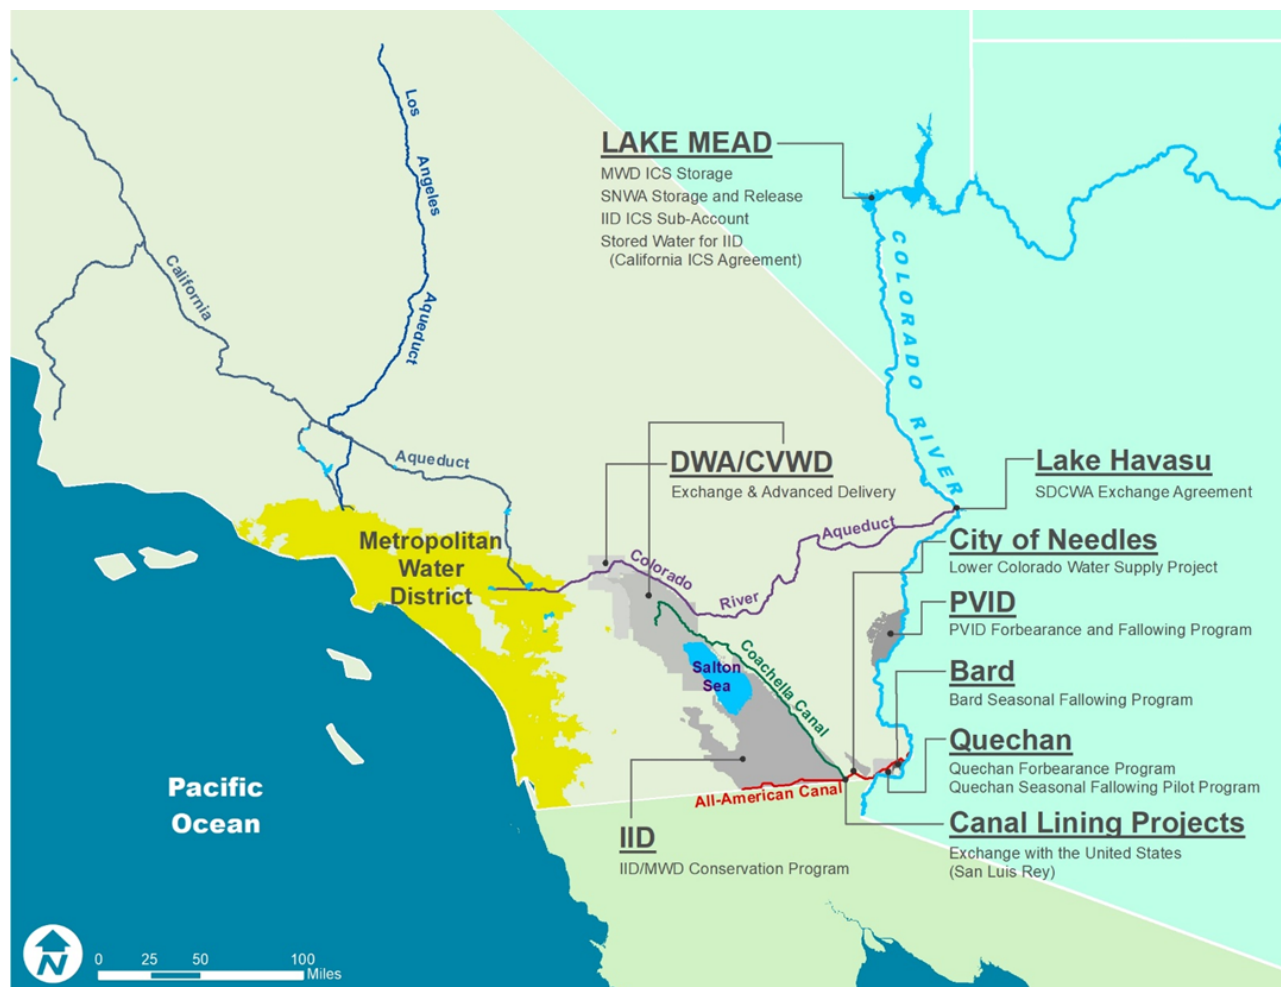 Los
Angeles
Aqueduct
California
Aqueduct
LAKE MEAD
MWD ICS Storage
SNWA Storage and Release
IID ICS Sub-Account
Stored Water for IID
(California ICS Agreement)
COLORADO RIVER
DWA/CVWD
Exchange & Advanced Delivery
Lake Havasu
SDCWA Exchange Agreement
Metropolitan
Water
District
Colorado
River
Aqueduct
City of Needles
Lower Colorado Water Supply Project
PVID
PVID Forbearance and Fallowing Program
Salton
Sea
Coachella Canal
Bard
Bard Seasonal Fallowing Program
Quechan
Quechan Forbearance Program
Quechan Seasonal Fallowing Pilot Program
All-American Canal
Pacific
Ocean
IID
IID/MWD Conservation Program
Canal Lining Projects
Exchange with the United States
(San Luis Rey)
N
0 25 50 100
Miles